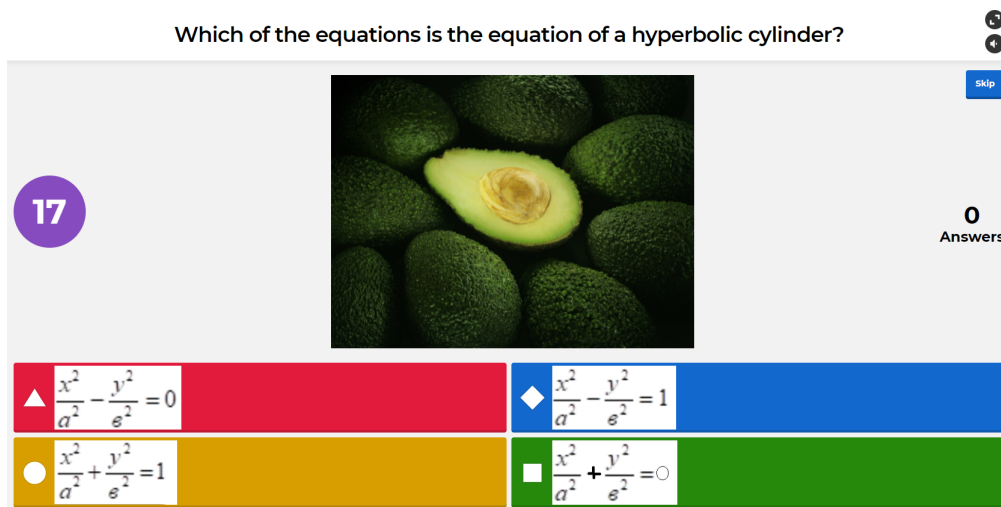 Which of the equations is the equation of a hyperbolic cylinder?
Skip
17
0
Answers
x²/a² − y²/в² = 0
x²/a² − y²/в² = 1
x²/a² + y²/в² = 1
x²/a² + y²/в² = 0